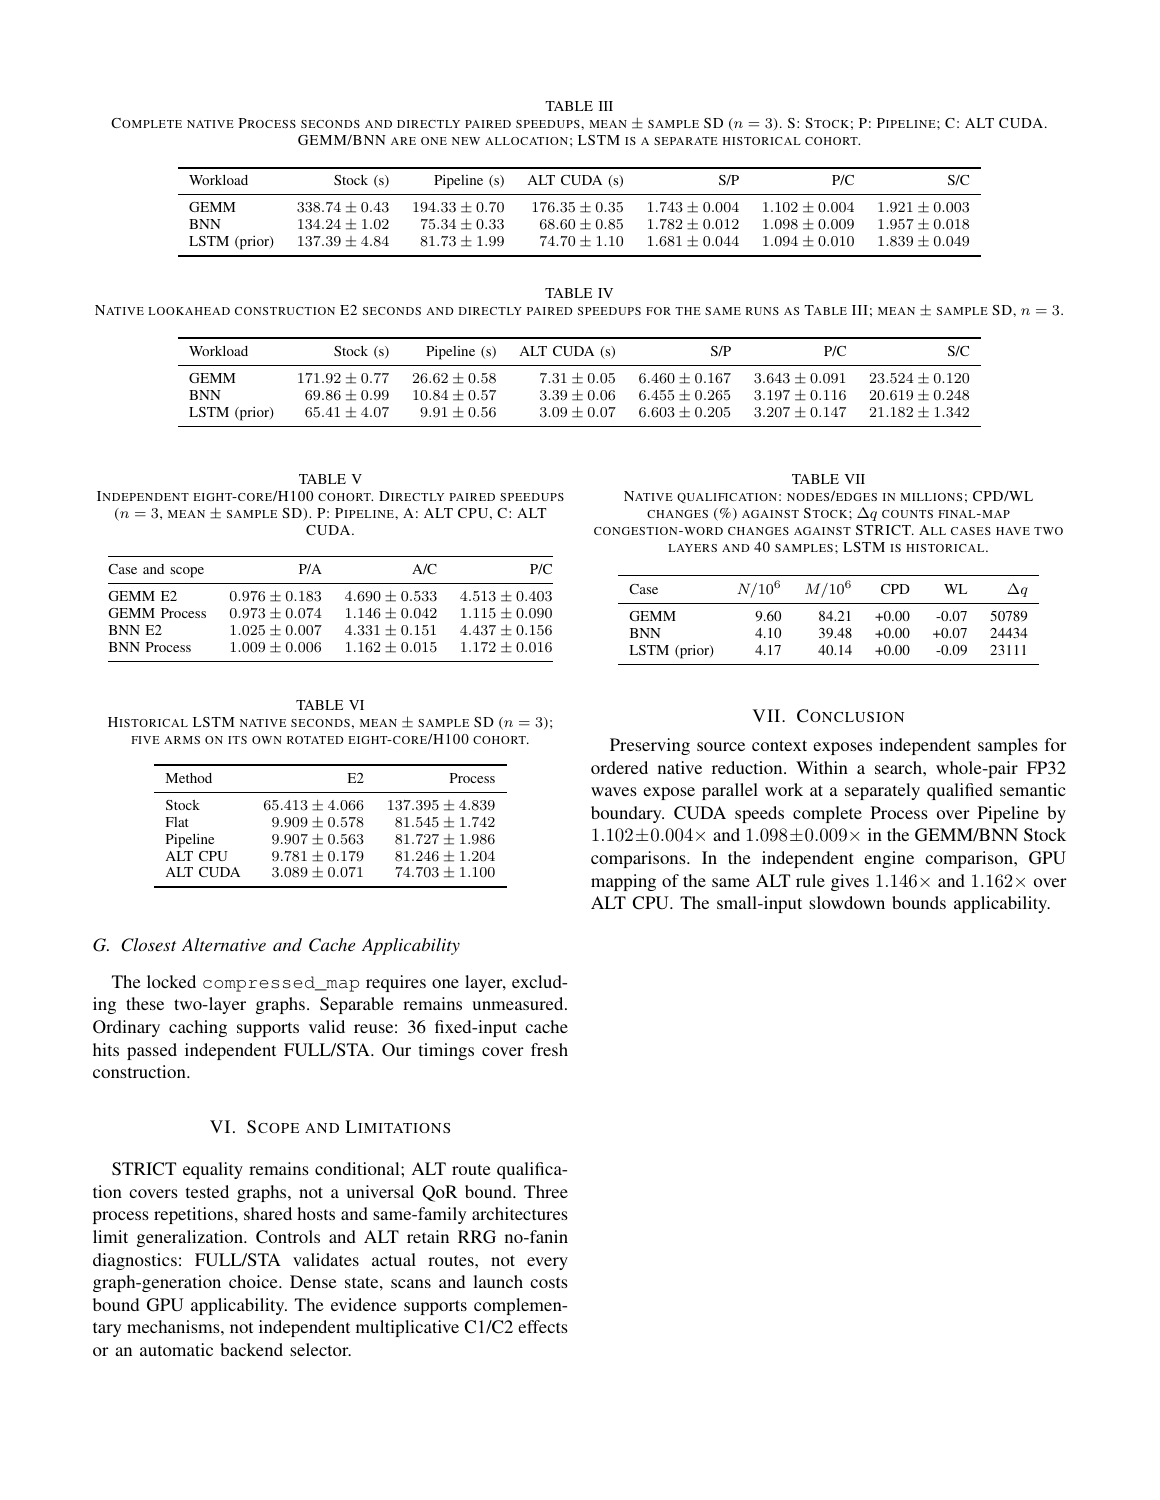 TABLE III
COMPLETE NATIVE PROCESS SECONDS AND DIRECTLY PAIRED SPEEDUPS, MEAN ± SAMPLE SD (n = 3). S: STOCK; P: PIPELINE; C: ALT CUDA.
GEMM/BNN ARE ONE NEW ALLOCATION; LSTM IS A SEPARATE HISTORICAL COHORT.
Workload Stock (s) Pipeline (s) ALT CUDA (s) S/P P/C S/C
GEMM 338.74 ± 0.43 194.33 ± 0.70 176.35 ± 0.35 1.743 ± 0.004 1.102 ± 0.004 1.921 ± 0.003
BNN 134.24 ± 1.02 75.34 ± 0.33 68.60 ± 0.85 1.782 ± 0.012 1.098 ± 0.009 1.957 ± 0.018
LSTM (prior) 137.39 ± 4.84 81.73 ± 1.99 74.70 ± 1.10 1.681 ± 0.044 1.094 ± 0.010 1.839 ± 0.049
TABLE IV
NATIVE LOOKAHEAD CONSTRUCTION E2 SECONDS AND DIRECTLY PAIRED SPEEDUPS FOR THE SAME RUNS AS TABLE III; MEAN ± SAMPLE SD, n = 3.
Workload Stock (s) Pipeline (s) ALT CUDA (s) S/P P/C S/C
GEMM 171.92 ± 0.77 26.62 ± 0.58 7.31 ± 0.05 6.460 ± 0.167 3.643 ± 0.091 23.524 ± 0.120
BNN 69.86 ± 0.99 10.84 ± 0.57 3.39 ± 0.06 6.455 ± 0.265 3.197 ± 0.116 20.619 ± 0.248
LSTM (prior) 65.41 ± 4.07 9.91 ± 0.56 3.09 ± 0.07 6.603 ± 0.205 3.207 ± 0.147 21.182 ± 1.342
TABLE V
INDEPENDENT EIGHT-CORE/H100 COHORT. DIRECTLY PAIRED SPEEDUPS
(n = 3, MEAN ± SAMPLE SD). P: PIPELINE, A: ALT CPU, C: ALT
CUDA.
Case and scope P/A A/C P/C
GEMM E2 0.976 ± 0.183 4.690 ± 0.533 4.513 ± 0.403
GEMM Process 0.973 ± 0.074 1.146 ± 0.042 1.115 ± 0.090
BNN E2 1.025 ± 0.007 4.331 ± 0.151 4.437 ± 0.156
BNN Process 1.009 ± 0.006 1.162 ± 0.015 1.172 ± 0.016
TABLE VI
HISTORICAL LSTM NATIVE SECONDS, MEAN ± SAMPLE SD (n = 3);
FIVE ARMS ON ITS OWN ROTATED EIGHT-CORE/H100 COHORT.
Method E2 Process
Stock 65.413 ± 4.066 137.395 ± 4.839
Flat 9.909 ± 0.578 81.545 ± 1.742
Pipeline 9.907 ± 0.563 81.727 ± 1.986
ALT CPU 9.781 ± 0.179 81.246 ± 1.204
ALT CUDA 3.089 ± 0.071 74.703 ± 1.100
G. Closest Alternative and Cache Applicability
The locked compressed_map requires one layer, exclud-
ing these two-layer graphs. Separable remains unmeasured.
Ordinary caching supports valid reuse: 36 fixed-input cache
hits passed independent FULL/STA. Our timings cover fresh
construction.
VI. SCOPE AND LIMITATIONS
STRICT equality remains conditional; ALT route qualifica-
tion covers tested graphs, not a universal QoR bound. Three
process repetitions, shared hosts and same-family architectures
limit generalization. Controls and ALT retain RRG no-fanin
diagnostics: FULL/STA validates actual routes, not every
graph-generation choice. Dense state, scans and launch costs
bound GPU applicability. The evidence supports complemen-
tary mechanisms, not independent multiplicative C1/C2 effects
or an automatic backend selector.
TABLE VII
NATIVE QUALIFICATION: NODES/EDGES IN MILLIONS; CPD/WL
CHANGES (%) AGAINST STOCK; Δq COUNTS FINAL-MAP
CONGESTION-WORD CHANGES AGAINST STRICT. ALL CASES HAVE TWO
LAYERS AND 40 SAMPLES; LSTM IS HISTORICAL.
Case N/10⁶ M/10⁶ CPD WL Δq
GEMM 9.60 84.21 +0.00 -0.07 50789
BNN 4.10 39.48 +0.00 +0.07 24434
LSTM (prior) 4.17 40.14 +0.00 -0.09 23111
VII. CONCLUSION
Preserving source context exposes independent samples for
ordered native reduction. Within a search, whole-pair FP32
waves expose parallel work at a separately qualified semantic
boundary. CUDA speeds complete Process over Pipeline by
1.102±0.004× and 1.098±0.009× in the GEMM/BNN Stock
comparisons. In the independent engine comparison, GPU
mapping of the same ALT rule gives 1.146× and 1.162× over
ALT CPU. The small-input slowdown bounds applicability.